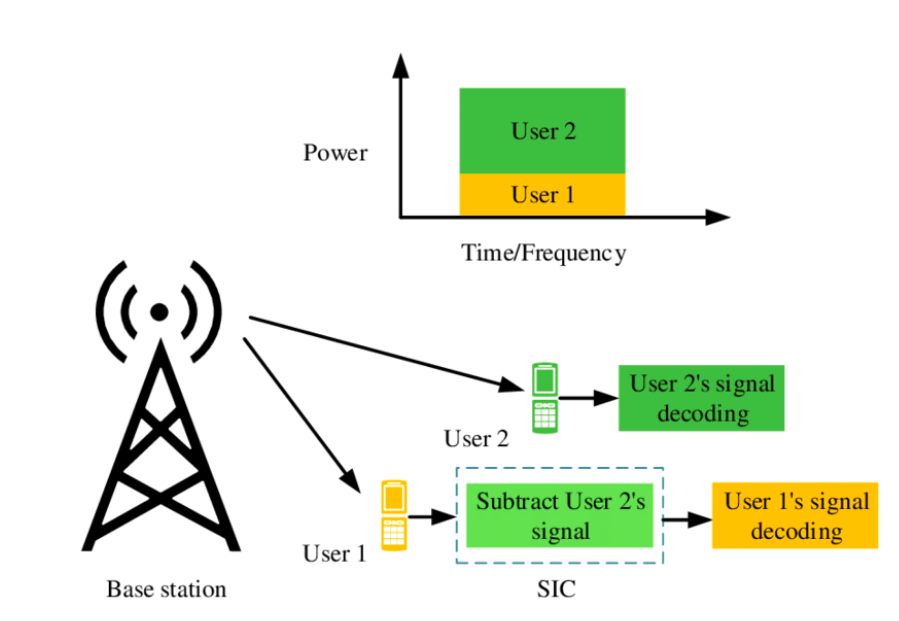 User 2
Power
User 1
Time/Frequency
User 2's signal
decoding
User 2
Subtract User 2's
signal
User 1's signal
decoding
User 1
Base station
SIC